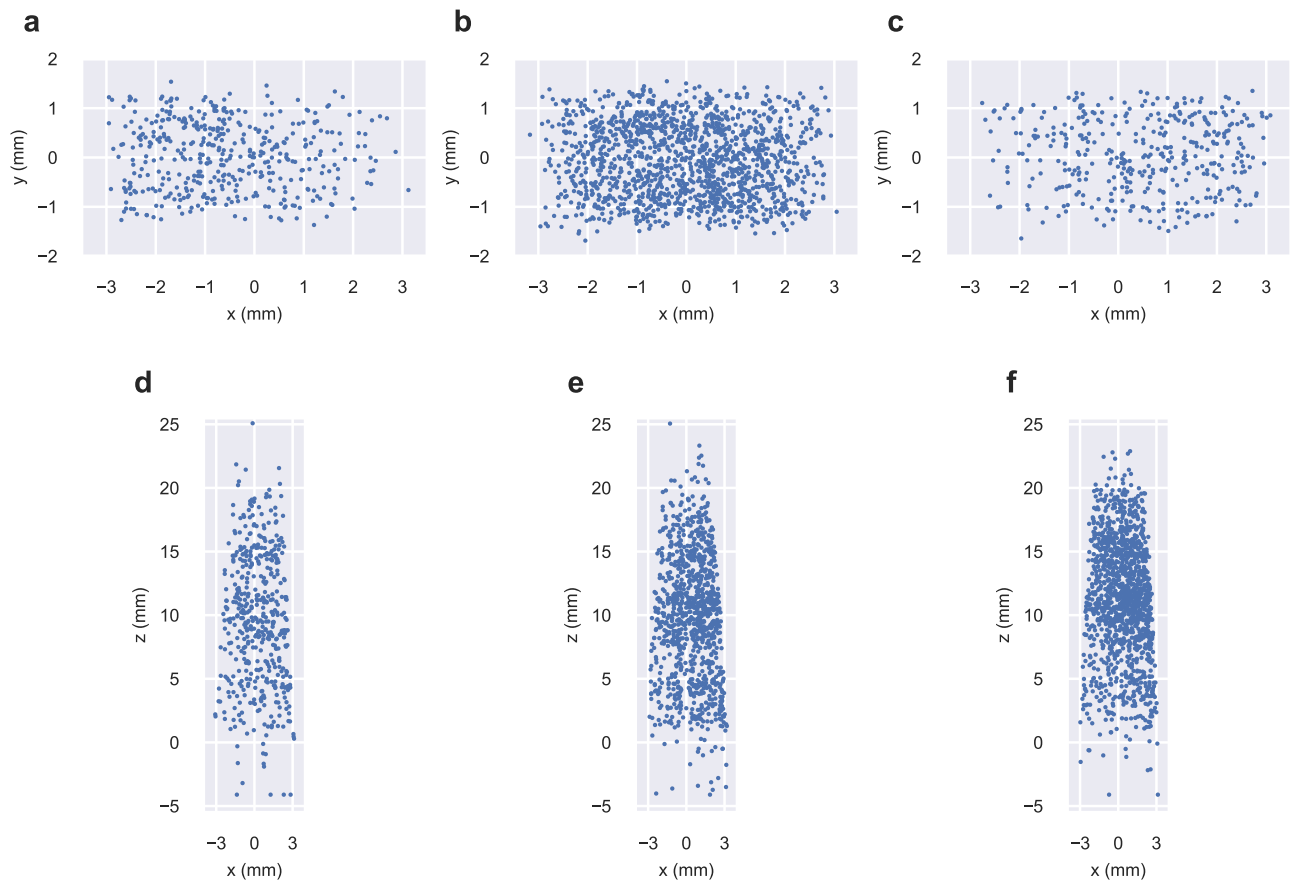 a b c
2 2 2
1 1 1
y (mm) 0 y (mm) 0 y (mm) 0
−1 −1 −1
−2 −2 −2
−3 −2 −1 0 1 2 3 −3 −2 −1 0 1 2 3 −3 −2 −1 0 1 2 3
x (mm) x (mm) x (mm)
d e f
25 25 25
20 20 20
15 15 15
z (mm) 10 z (mm) 10 z (mm) 10
5 5 5
0 0 0
−5 −5 −5
−3 0 3 −3 0 3 −3 0 3
x (mm) x (mm) x (mm)